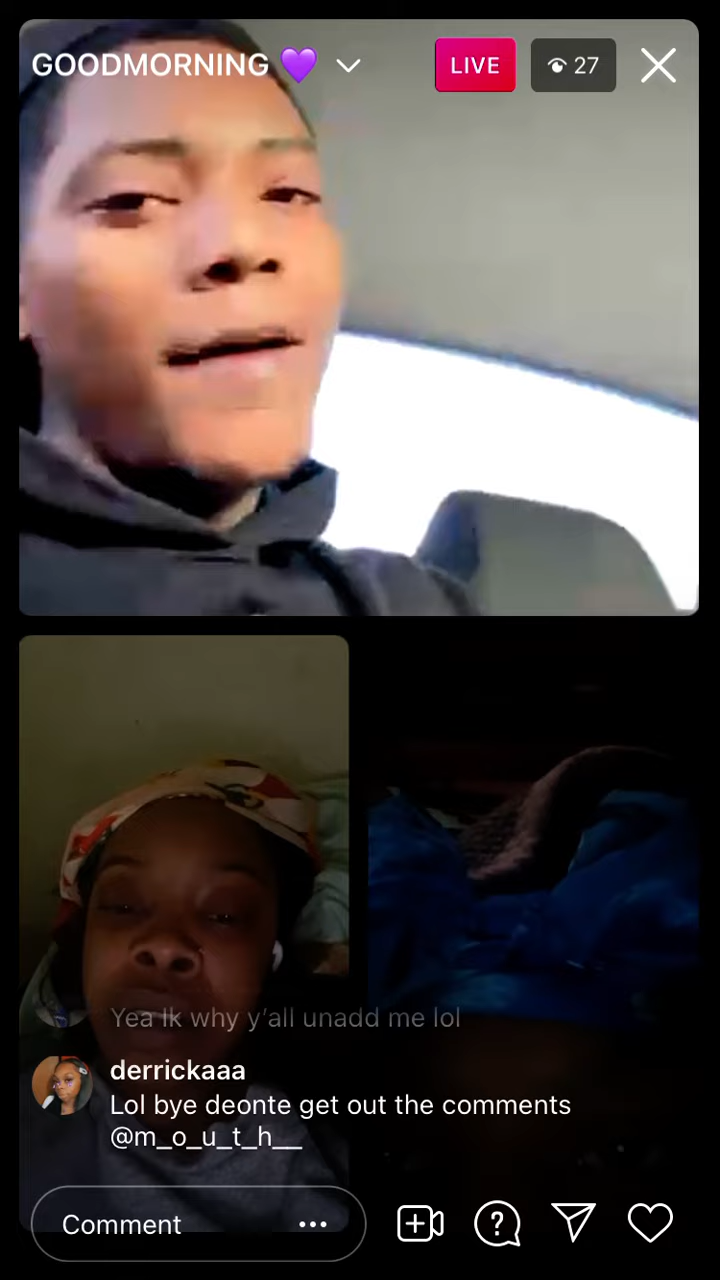 GOODMORNING 💜
LIVE
27
Yea Ik why y'all unadd me lol
derrickaaa
Lol bye deonte get out the comments
@m_o_u_t_h__
Comment